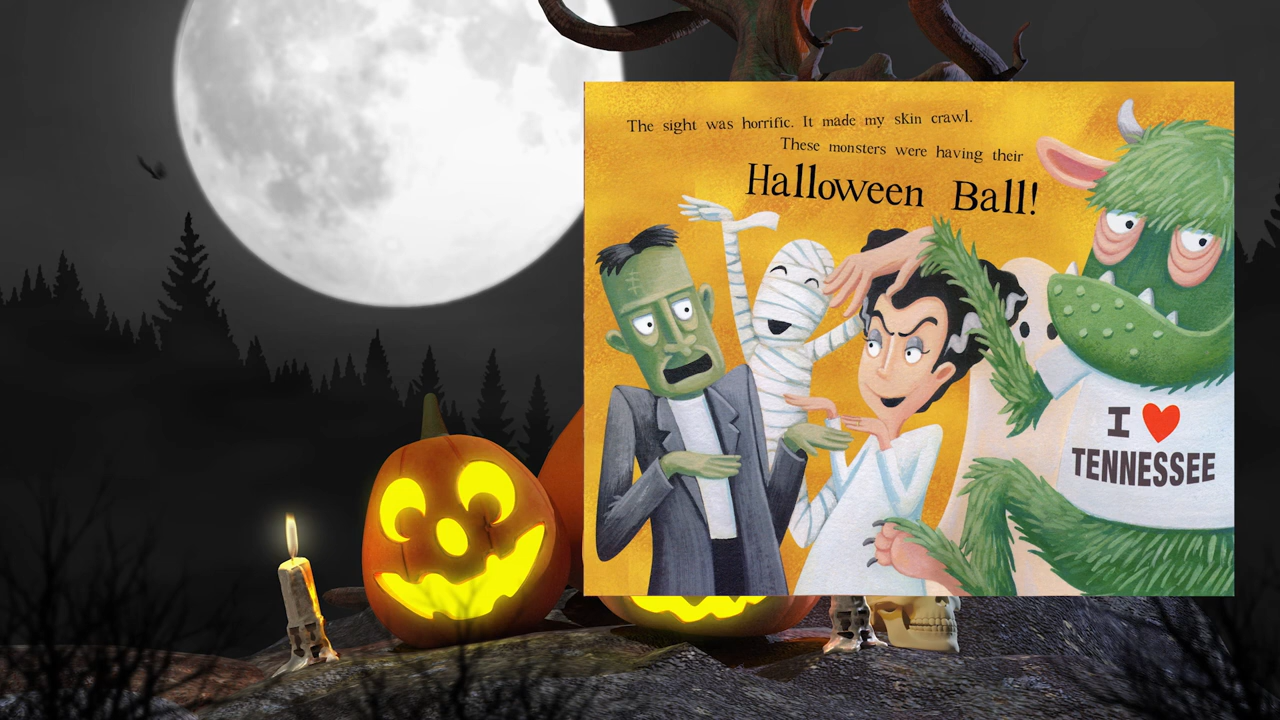 The sight was horrific. It made my skin crawl.
These monsters were having their
Halloween Ball!
I ❤
TENNESSEE